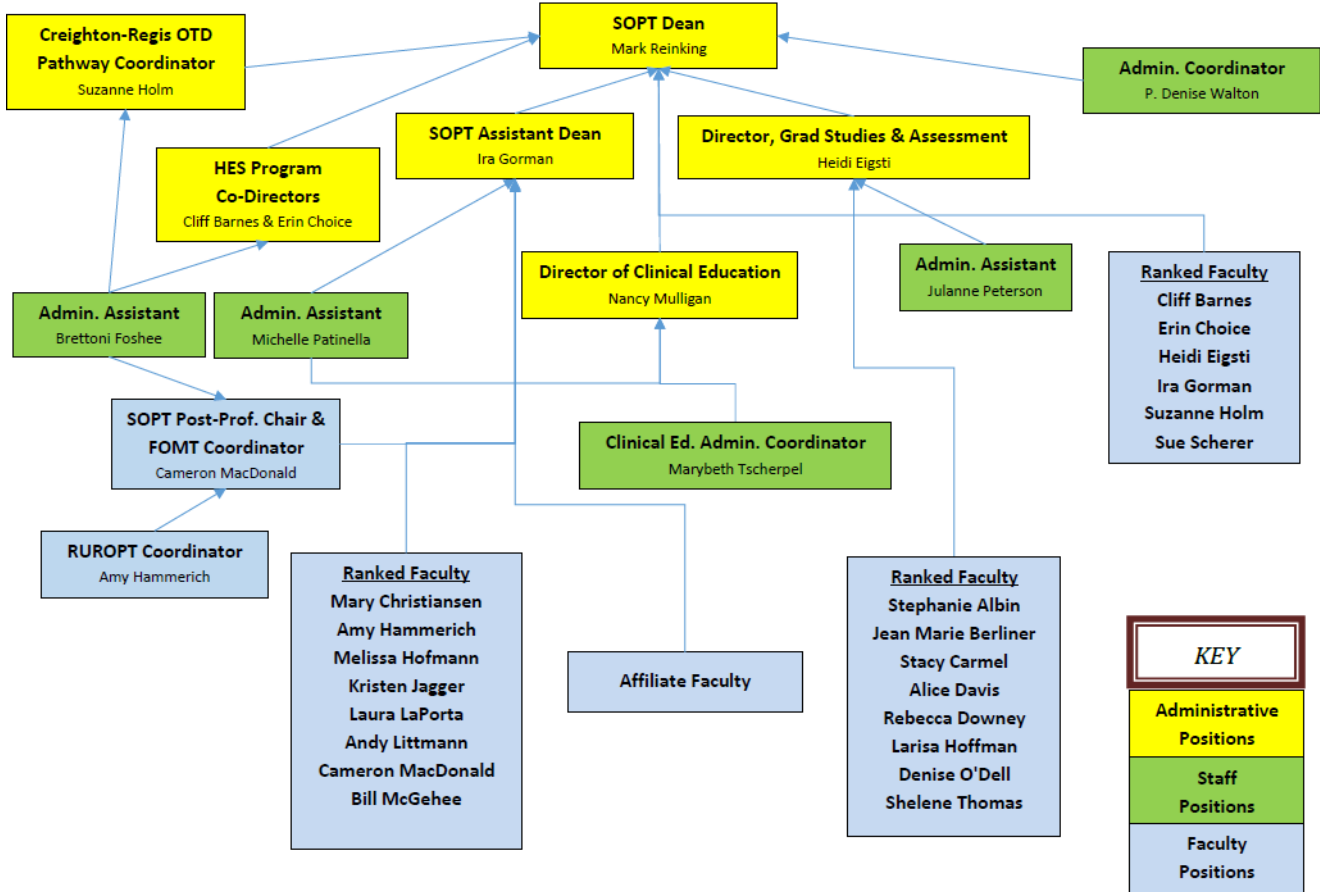 Creighton-Regis OTD
Pathway Coordinator
Suzanne Holm
SOPT Dean
Mark Reinking
Admin. Coordinator
P. Denise Walton
SOPT Assistant Dean
Ira Gorman
Director, Grad Studies & Assessment
Heidi Eigsti
HES Program
Co-Directors
Cliff Barnes & Erin Choice
Director of Clinical Education
Nancy Mulligan
Admin. Assistant
Julanne Peterson
Ranked Faculty
Cliff Barnes
Erin Choice
Heidi Eigsti
Ira Gorman
Suzanne Holm
Sue Scherer
Admin. Assistant
Brettoni Foshee
Admin. Assistant
Michelle Patinella
SOPT Post-Prof. Chair &
FOMT Coordinator
Cameron MacDonald
Clinical Ed. Admin. Coordinator
Marybeth Tscherpel
RUROPT Coordinator
Amy Hammerich
Ranked Faculty
Mary Christiansen
Amy Hammerich
Melissa Hofmann
Kristen Jagger
Laura LaPorta
Andy Littmann
Cameron MacDonald
Bill McGehee
Affiliate Faculty
Ranked Faculty
Stephanie Albin
Jean Marie Berliner
Stacy Carmel
Alice Davis
Rebecca Downey
Larisa Hoffman
Denise O'Dell
Shelene Thomas
KEY
Administrative
Positions
Staff
Positions
Faculty
Positions